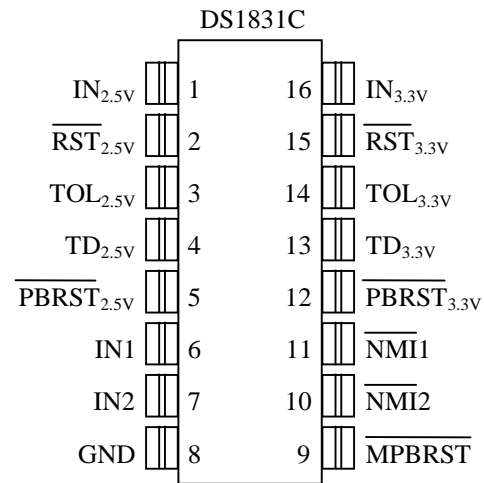 DS1831C
IN2.5V 1 16 IN3.3V
RST2.5V 2 15 RST3.3V
TOL2.5V 3 14 TOL3.3V
TD2.5V 4 13 TD3.3V
PBRST2.5V 5 12 PBRST3.3V
IN1 6 11 NMI1
IN2 7 10 NMI2
GND 8 9 MPBRST